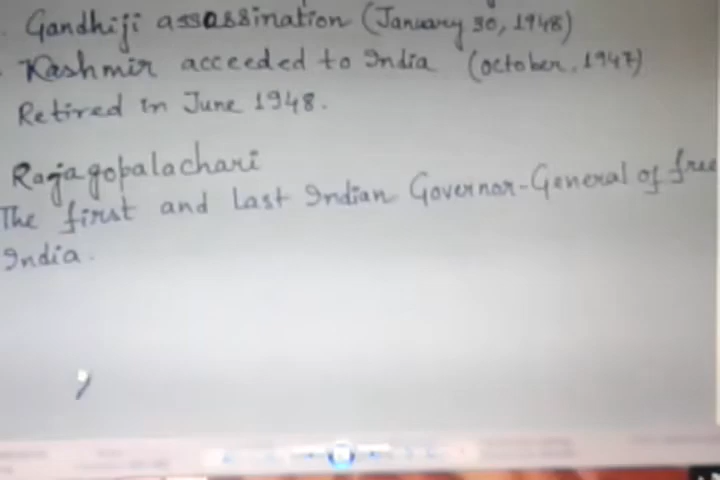 Gandhiji assassination (January 30, 1948)
Kashmir acceeded to India (october, 1947)
Retired in June 1948.
Rajagopalachari
The first and last Indian Governor-General of free
India.